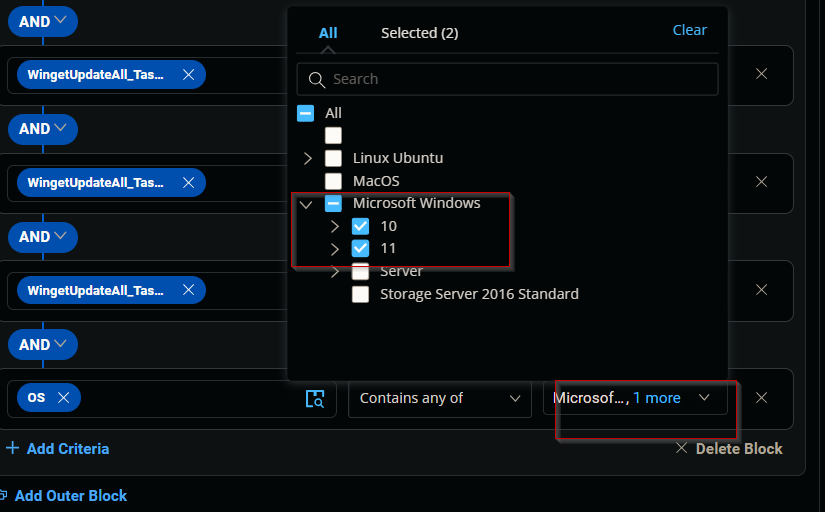 AND
All
Selected (2)
Clear
WingetUpdateAll_Tas...
Search
All
AND
Linux Ubuntu
MacOS
WingetUpdateAll_Tas...
Microsoft Windows
10
AND
11
Server
WingetUpdateAll_Tas...
Storage Server 2016 Standard
AND
OS
Contains any of
Microsof..., 1 more
Add Criteria
Delete Block
Add Outer Block